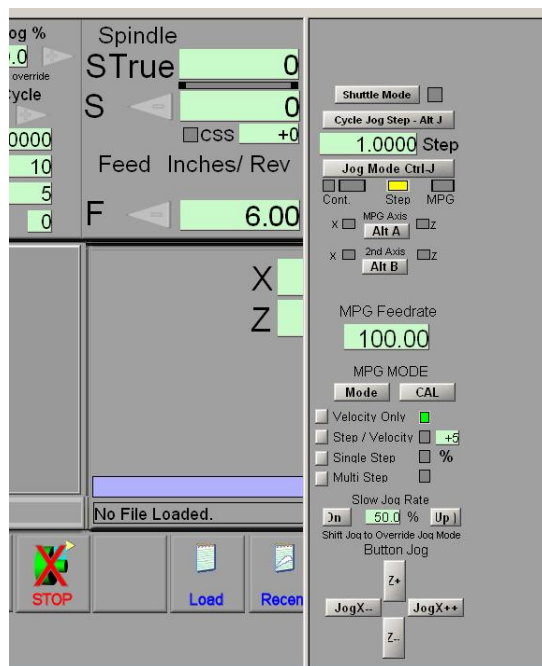 og %
Spindle
.0
STrue 0
override
ycle
S 0
CSS +0
0000
10
Feed Inches/ Rev
5
0
F 6.00
X
Z
No File Loaded.
STOP
Load
Recen
Shuttle Mode
Cycle Jog Step - Alt J
1.0000 Step
Jog Mode Ctrl-J
Cont. Step MPG
MPG Axis
X Alt A Z
2nd Axis
X Alt B Z
MPG Feedrate
100.00
MPG MODE
Mode CAL
Velocity Only
Step / Velocity +5
Single Step %
Multi Step
Slow Jog Rate
Dn 50.0 % Up )
Shift Jog to Override Jog Mode
Button Jog
Z+
JogX-- JogX++
Z--